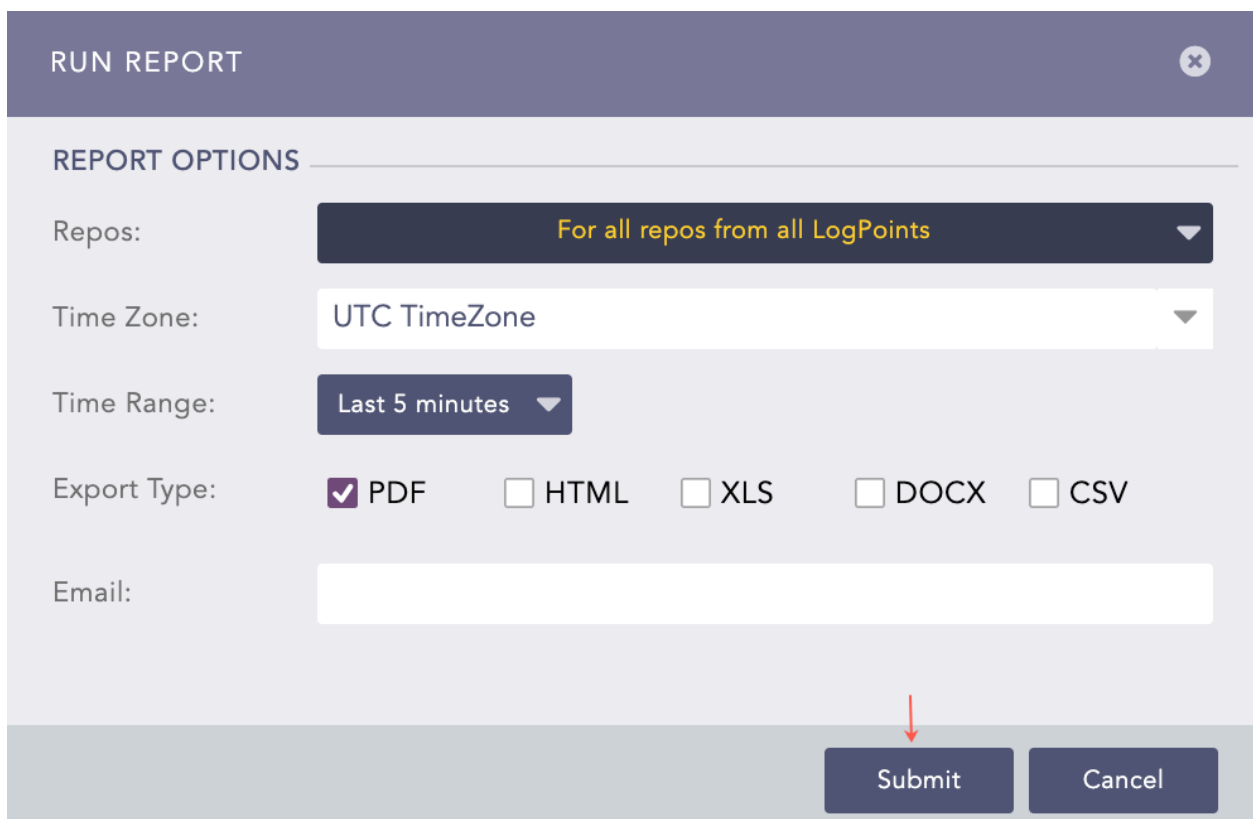 RUN REPORT
REPORT OPTIONS
Repos: For all repos from all LogPoints
Time Zone: UTC TimeZone
Time Range: Last 5 minutes
Export Type: PDF HTML XLS DOCX CSV
Email:
Submit Cancel